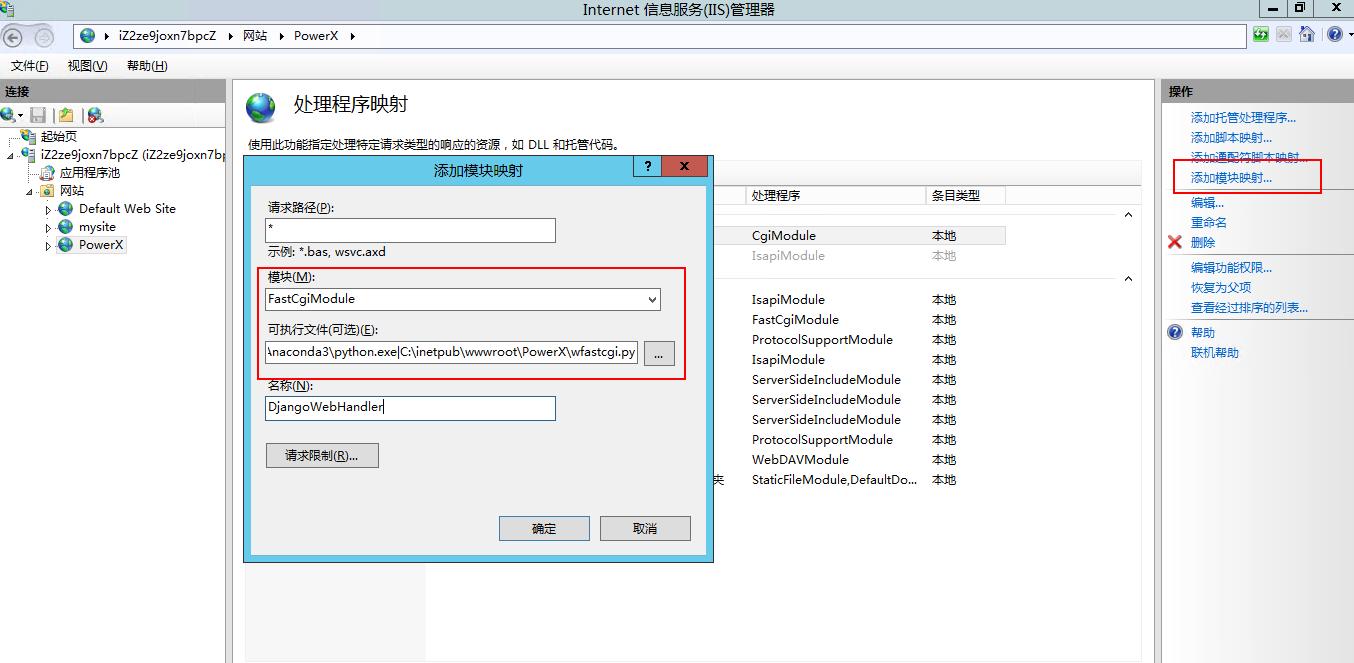 Internet 信息服务(IIS)管理器
iZ2ze9joxn7bpcZ 网站 PowerX
文件(F) 视图(V) 帮助(H)
连接
起始页
iZ2ze9joxn7bpcZ (iZ2ze9joxn7bp
应用程序池
网站
Default Web Site
mysite
PowerX
处理程序映射
使用此功能指定处理特定请求类型的响应的资源，如 DLL 和托管代码。
添加模块映射
?
X
请求路径(P):
*
示例: *.bas, wsvc.axd
模块(M):
FastCgiModule
可执行文件(可选)(E):
\naconda3\python.exe|C:\inetpub\wwwroot\PowerX\wfastcgi.py
...
名称(N):
DjangoWebHandler
请求限制(R)...
确定
取消
处理程序 条目类型
CgiModule 本地
IsapiModule 本地
IsapiModule 本地
FastCgiModule 本地
ProtocolSupportModule 本地
IsapiModule 本地
ServerSideIncludeModule 本地
ServerSideIncludeModule 本地
ServerSideIncludeModule 本地
ProtocolSupportModule 本地
WebDAVModule 本地
夹 StaticFileModule,DefaultDo... 本地
操作
添加托管处理程序...
添加脚本映射...
添加通配符脚本映射...
添加模块映射...
编辑...
重命名
删除
编辑功能权限...
恢复为父项
查看经过排序的列表...
帮助
联机帮助